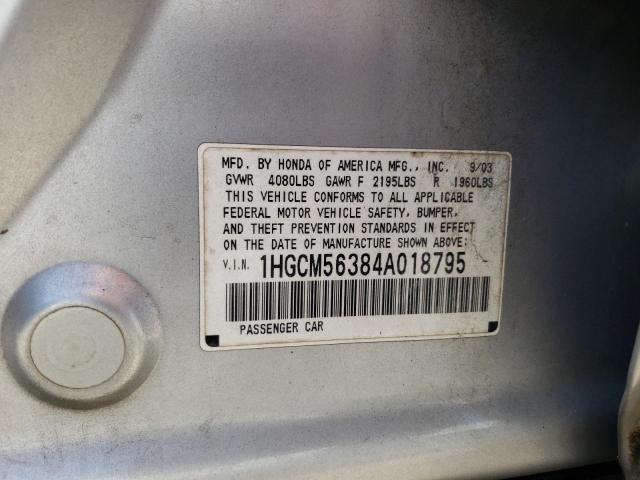 MFD. BY HONDA OF AMERICA MFG., INC. 9/03
GVWR 4080LBS GAWR F 2195LBS R 1960LBS
THIS VEHICLE CONFORMS TO ALL APPLICABLE
FEDERAL MOTOR VEHICLE SAFETY, BUMPER,
AND THEFT PREVENTION STANDARDS IN EFFECT
ON THE DATE OF MANUFACTURE SHOWN ABOVE:
V.I.N. 1HGCM56384A018795
PASSENGER CAR